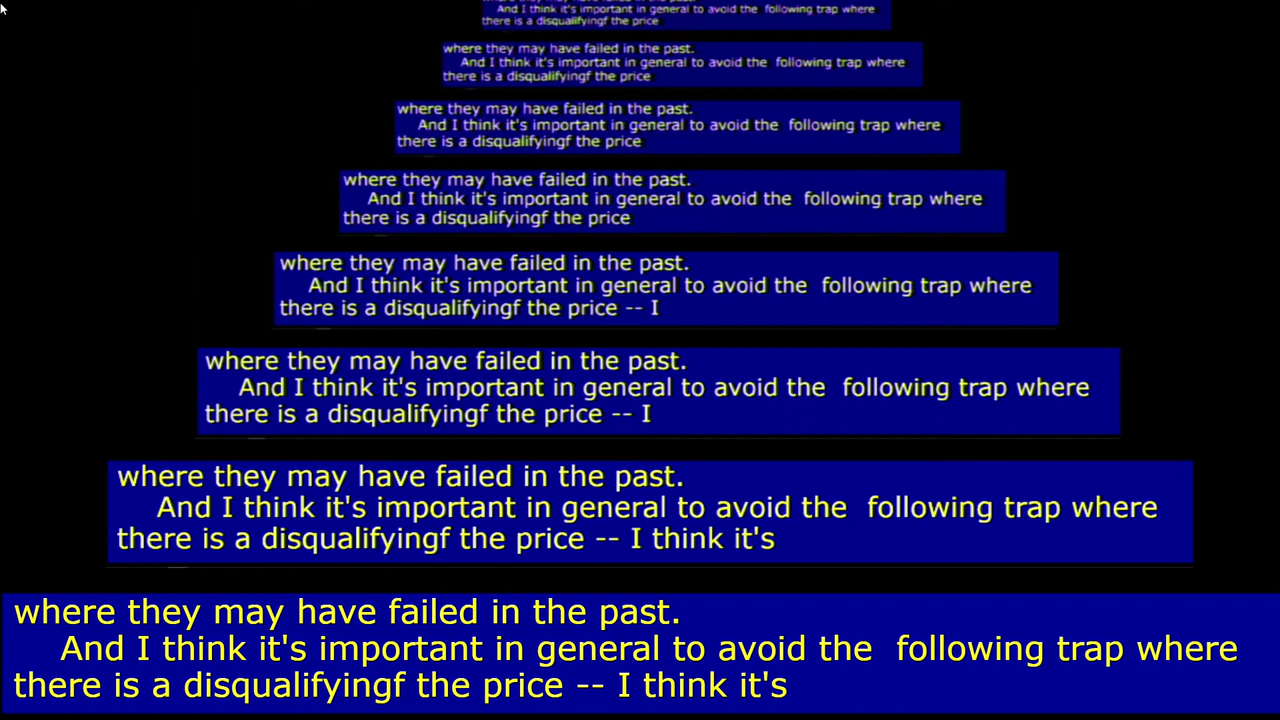 where they may have failed in the past.
And I think it's important in general to avoid the  following trap where
there is a disqualifyingf the price
where they may have failed in the past.
And I think it's important in general to avoid the  following trap where
there is a disqualifyingf the price
where they may have failed in the past.
And I think it's important in general to avoid the  following trap where
there is a disqualifyingf the price
where they may have failed in the past.
And I think it's important in general to avoid the  following trap where
there is a disqualifyingf the price
where they may have failed in the past.
And I think it's important in general to avoid the  following trap where
there is a disqualifyingf the price -- I
where they may have failed in the past.
And I think it's important in general to avoid the  following trap where
there is a disqualifyingf the price -- I
where they may have failed in the past.
And I think it's important in general to avoid the  following trap where
there is a disqualifyingf the price -- I think it's
where they may have failed in the past.
And I think it's important in general to avoid the  following trap where
there is a disqualifyingf the price -- I think it's